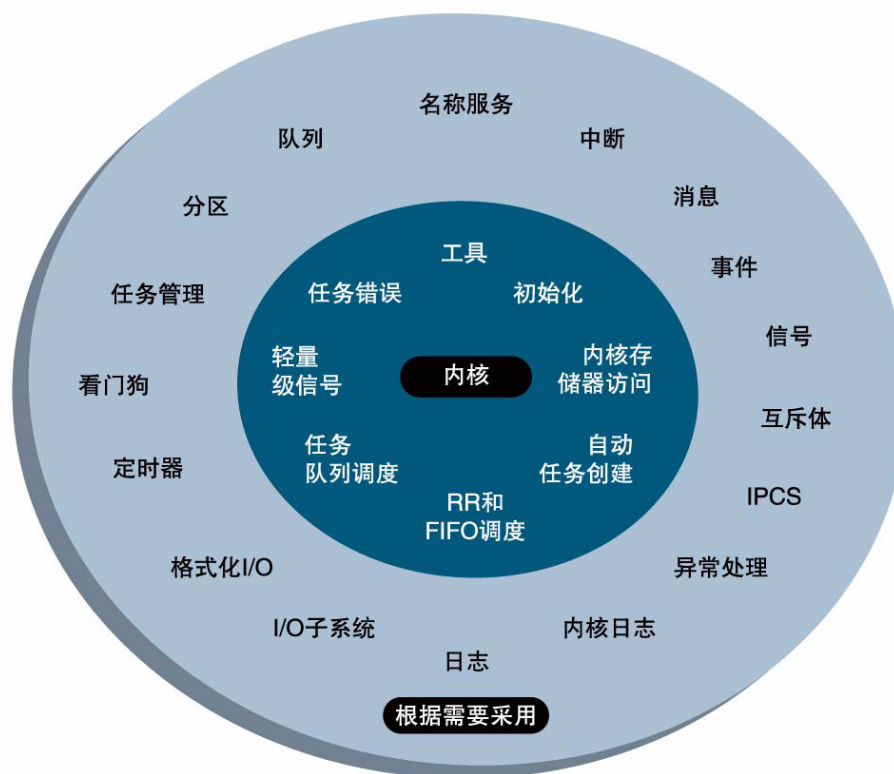 名称服务
队列
中断
分区
消息
工具
事件
任务错误
初始化
任务管理
信号
轻量
级信号
内核
内核存
储器访问
看门狗
互斥体
定时器
任务
队列调度
自动
任务创建
IPCS
RR和
FIFO调度
格式化I/O
异常处理
I/O子系统
内核日志
日志
根据需要采用